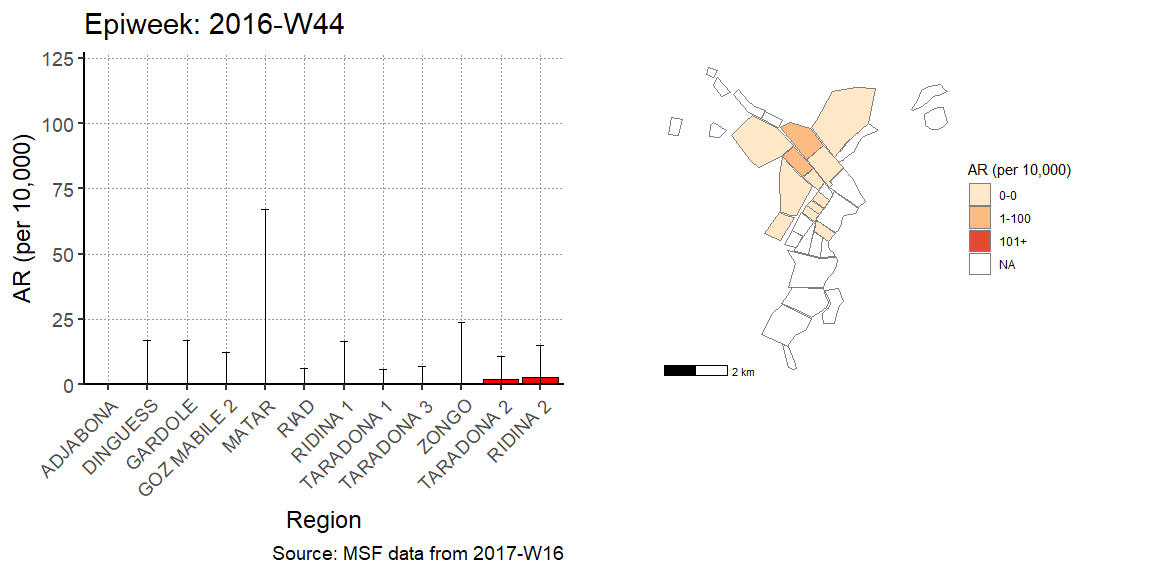 Epiweek: 2016-W44
AR (per 10,000)
125
100
75
50
25
0
ADJABONA
DINGUESS
GARDOLE
GOZ MABILE 2
MATAR
RIAD
RIDINA 1
TARADONA 1
TARADONA 3
ZONGO
TARADONA 2
RIDINA 2
Region
Source: MSF data from 2017-W16
AR (per 10,000)
0-0
1-100
101+
NA
2 km